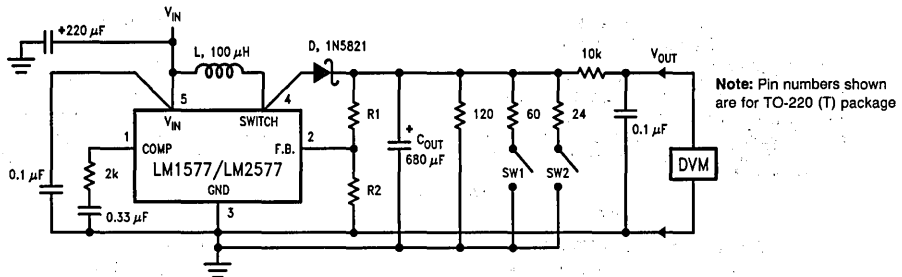 VIN
+220 μF
L, 100 μH
D, 1N5821
10k
VOUT
Note: Pin numbers shown
are for TO-220 (T) package
5
4
VIN
SWITCH
R1
120
60
24
0.1 μF
1
COMP
F.B.
2
+
COUT
680 μF
LM1577/LM2577
DVM
0.1 μF
2k
GND
R2
SW1
SW2
0.33 μF
3